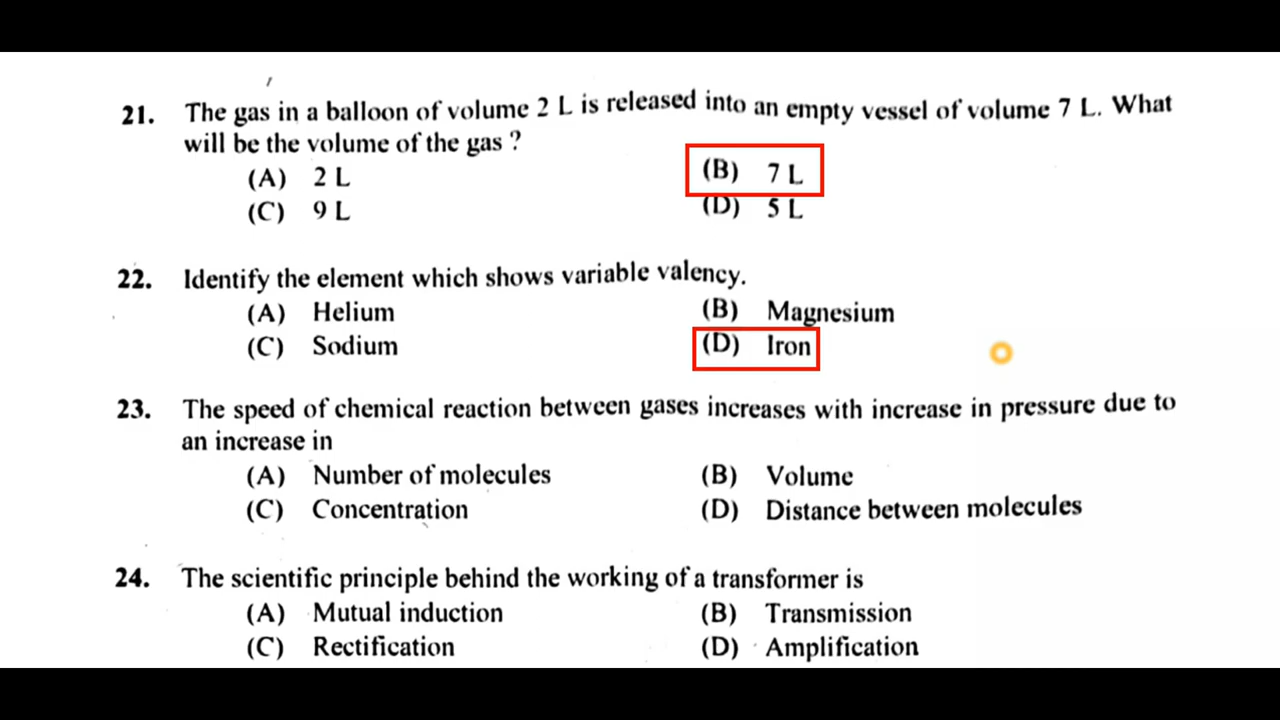 21. The gas in a balloon of volume 2 L is released into an empty vessel of volume 7 L. What
will be the volume of the gas ?
(A) 2 L (B) 7 L
(C) 9 L (D) 5 L
22. Identify the element which shows variable valency.
(A) Helium (B) Magnesium
(C) Sodium (D) Iron
23. The speed of chemical reaction between gases increases with increase in pressure due to
an increase in
(A) Number of molecules (B) Volume
(C) Concentration (D) Distance between molecules
24. The scientific principle behind the working of a transformer is
(A) Mutual induction (B) Transmission
(C) Rectification (D) Amplification